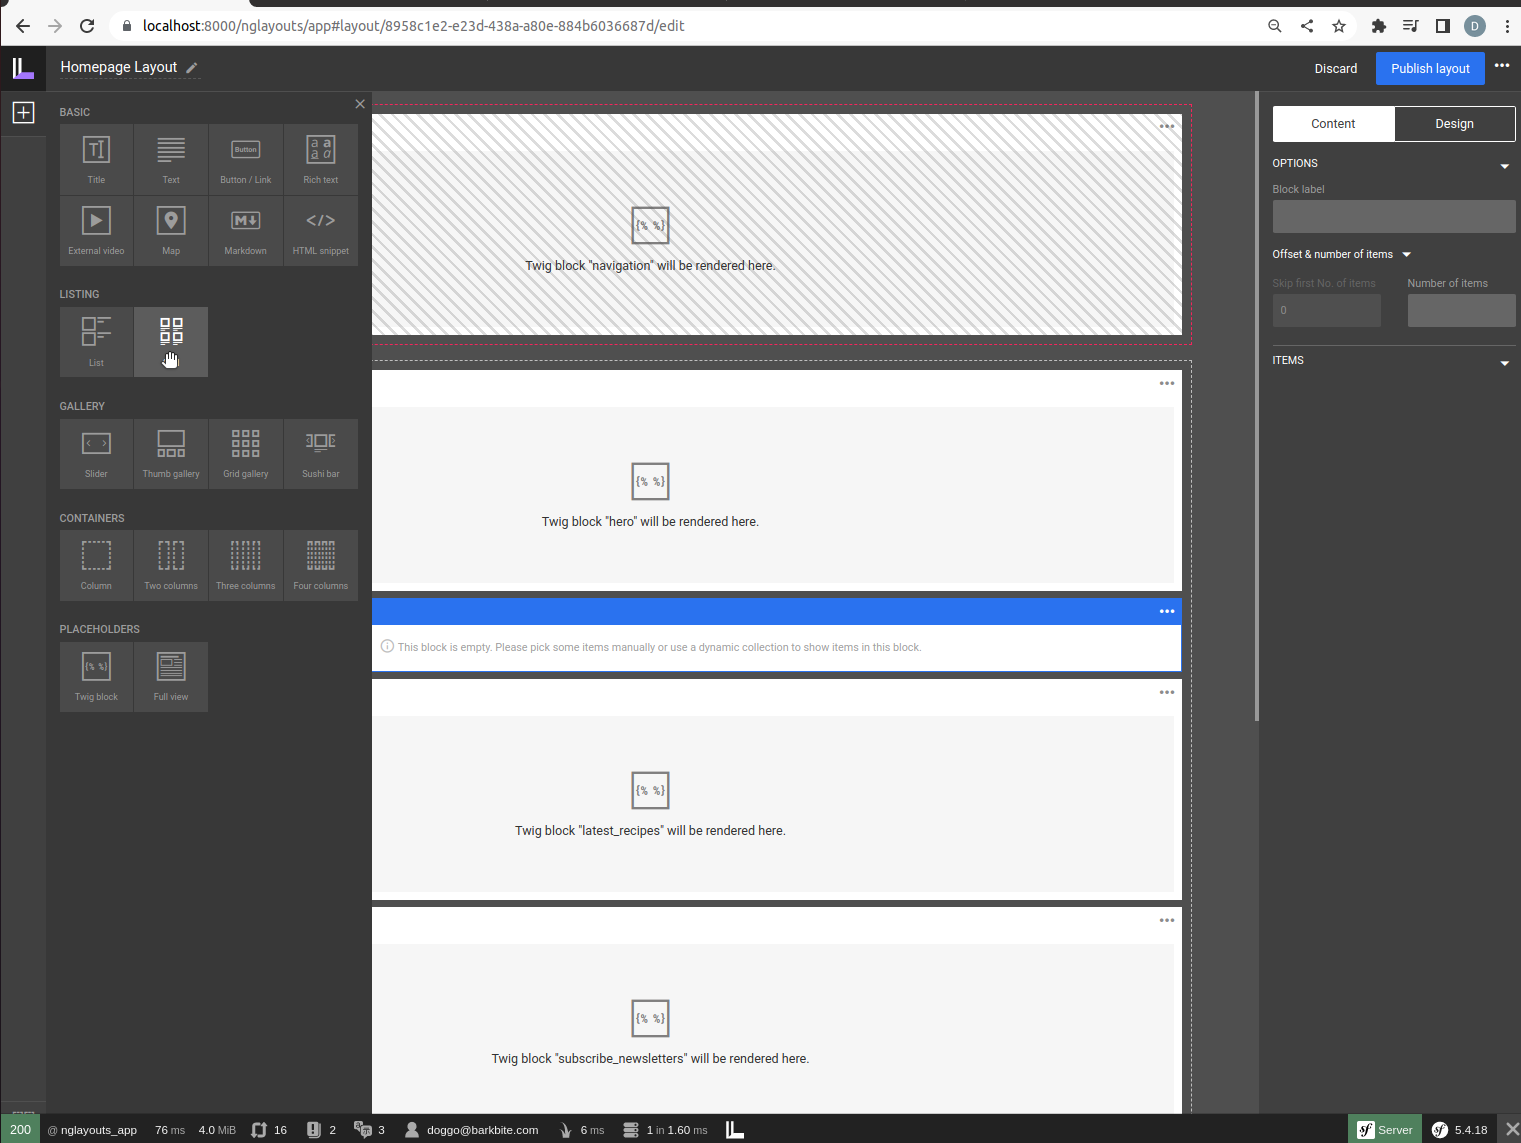 localhost:8000/nglayouts/app#layout/8958c1e2-e23d-438a-a80e-884b6036687d/edit
D
Homepage Layout
Discard
Publish layout
BASIC
Title
Text
Button
Button / Link
Rich text
External video
Map
Markdown
HTML snippet
LISTING
List
GALLERY
Slider
Thumb gallery
Grid gallery
Sushi bar
CONTAINERS
Column
Two columns
Three columns
Four columns
PLACEHOLDERS
Twig block
Full view
{% %}
Twig block "navigation" will be rendered here.
{% %}
Twig block "hero" will be rendered here.
This block is empty. Please pick some items manually or use a dynamic collection to show items in this block.
{% %}
Twig block "latest_recipes" will be rendered here.
{% %}
Twig block "subscribe_newsletters" will be rendered here.
Content
Design
OPTIONS
Block label
Offset & number of items
Skip first No. of items
Number of items
0
ITEMS
200 @ nglayouts_app 76 ms 4.0 MiB 16 2 3 doggo@barkbite.com 6 ms 1 in 1.60 ms Server 5.4.18